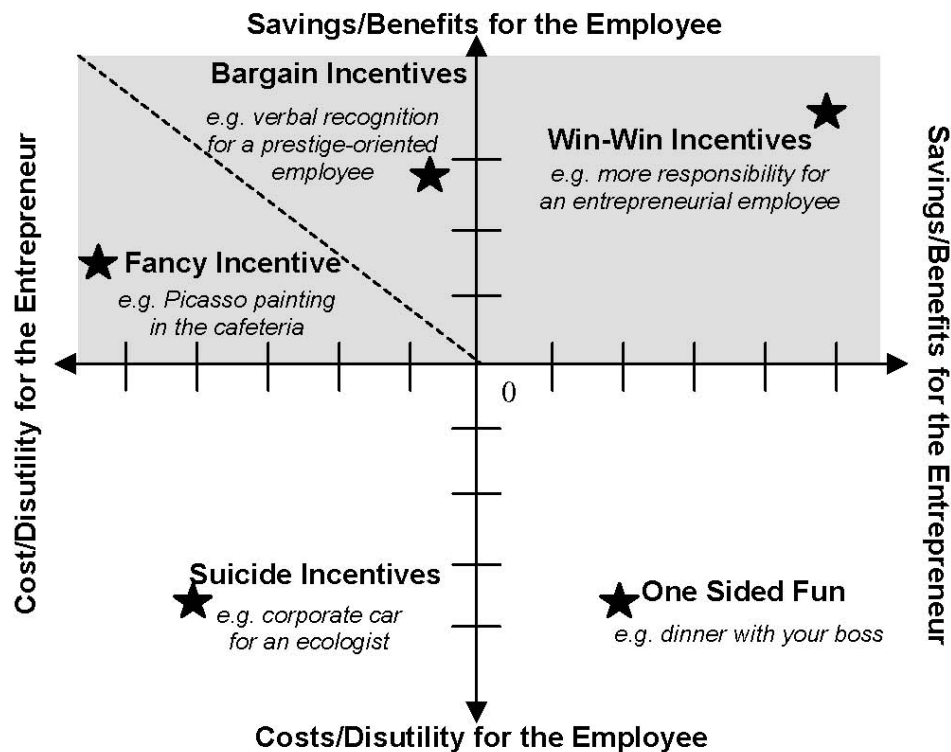 Savings/Benefits for the Employee
Bargain Incentives
e.g. verbal recognition
for a prestige-oriented
employee
Win-Win Incentives
e.g. more responsibility for
an entrepreneurial employee
Fancy Incentive
e.g. Picasso painting
in the cafeteria
Cost/Disutility for the Entrepreneur
Savings/Benefits for the Entrepreneur
0
Suicide Incentives
e.g. corporate car
for an ecologist
One Sided Fun
e.g. dinner with your boss
Costs/Disutility for the Employee